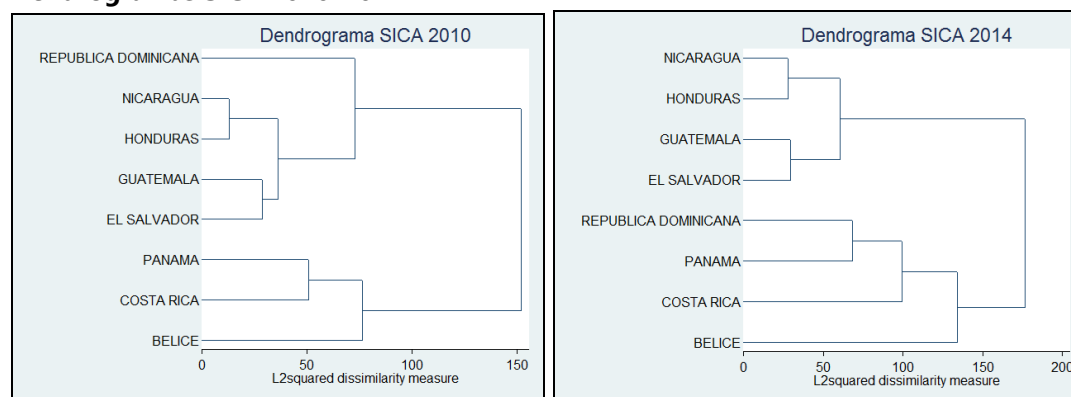 Dendrograma SICA 2010
REPUBLICA DOMINICANA
NICARAGUA
HONDURAS
GUATEMALA
EL SALVADOR
PANAMA
COSTA RICA
BELICE
0 50 100 150
L2squared dissimilarity measure
Dendrograma SICA 2014
NICARAGUA
HONDURAS
GUATEMALA
EL SALVADOR
REPUBLICA DOMINICANA
PANAMA
COSTA RICA
BELICE
0 50 100 150 200
L2squared dissimilarity measure